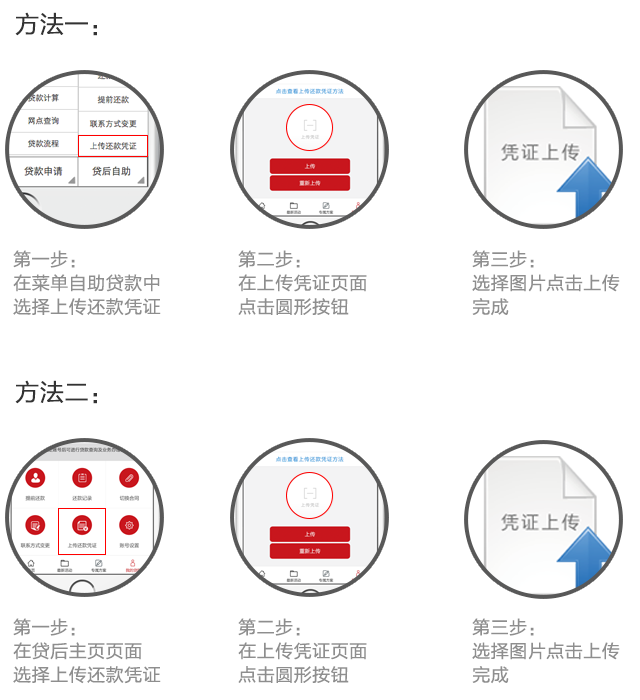 方法一：
还款
贷款计算
提前还款
网点查询
联系方式变更
贷款流程
上传还款凭证
贷款申请
贷后自助
点击查看上传还款凭证方法
上传凭证
上传
重新上传
最新活动
专属方案
凭证上传
第一步：
在菜单自助贷款中
选择上传还款凭证
第二步：
在上传凭证页面
点击圆形按钮
第三步：
选择图片点击上传
完成
方法二：
提前还款
还款记录
切换合同
联系方式变更
上传还款凭证
账号设置
最新活动
专属方案
点击查看上传还款凭证方法
上传凭证
上传
重新上传
最新活动
专属方案
凭证上传
第一步：
在贷后主页页面
选择上传还款凭证
第二步：
在上传凭证页面
点击圆形按钮
第三步：
选择图片点击上传
完成